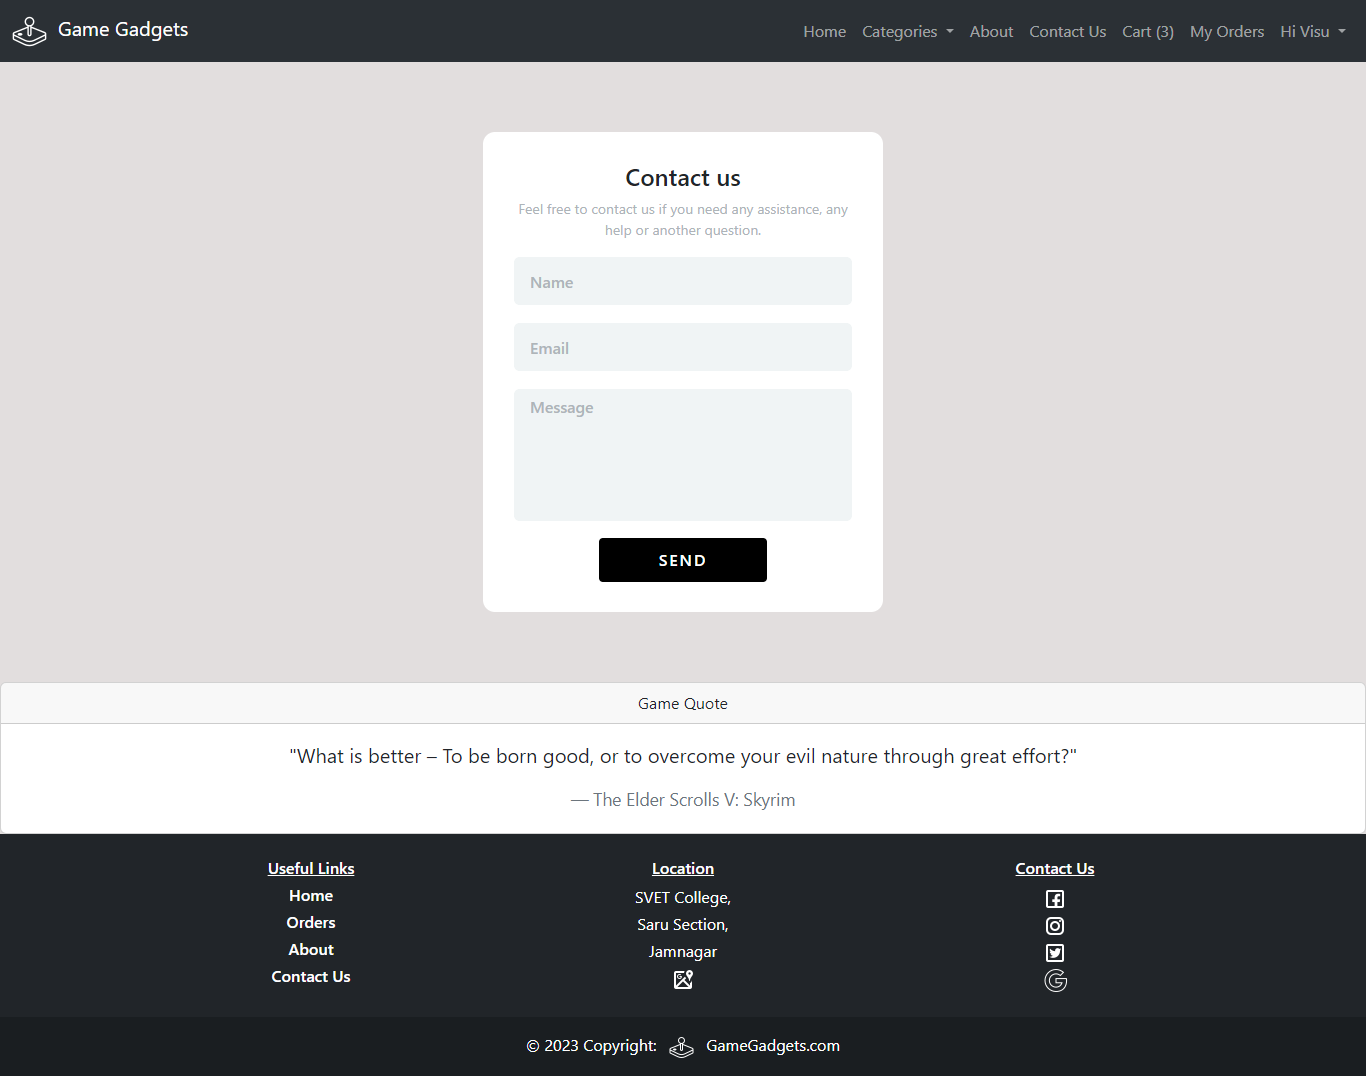 Game Gadgets
Home Categories About Contact Us Cart (3) My Orders Hi Visu
Contact us
Feel free to contact us if you need any assistance, any
help or another question.
Name
Email
Message
SEND
Game Quote
"What is better – To be born good, or to overcome your evil nature through great effort?"
— The Elder Scrolls V: Skyrim
Useful Links
Home
Orders
About
Contact Us
Location
SVET College,
Saru Section,
Jamnagar
Contact Us
© 2023 Copyright: GameGadgets.com